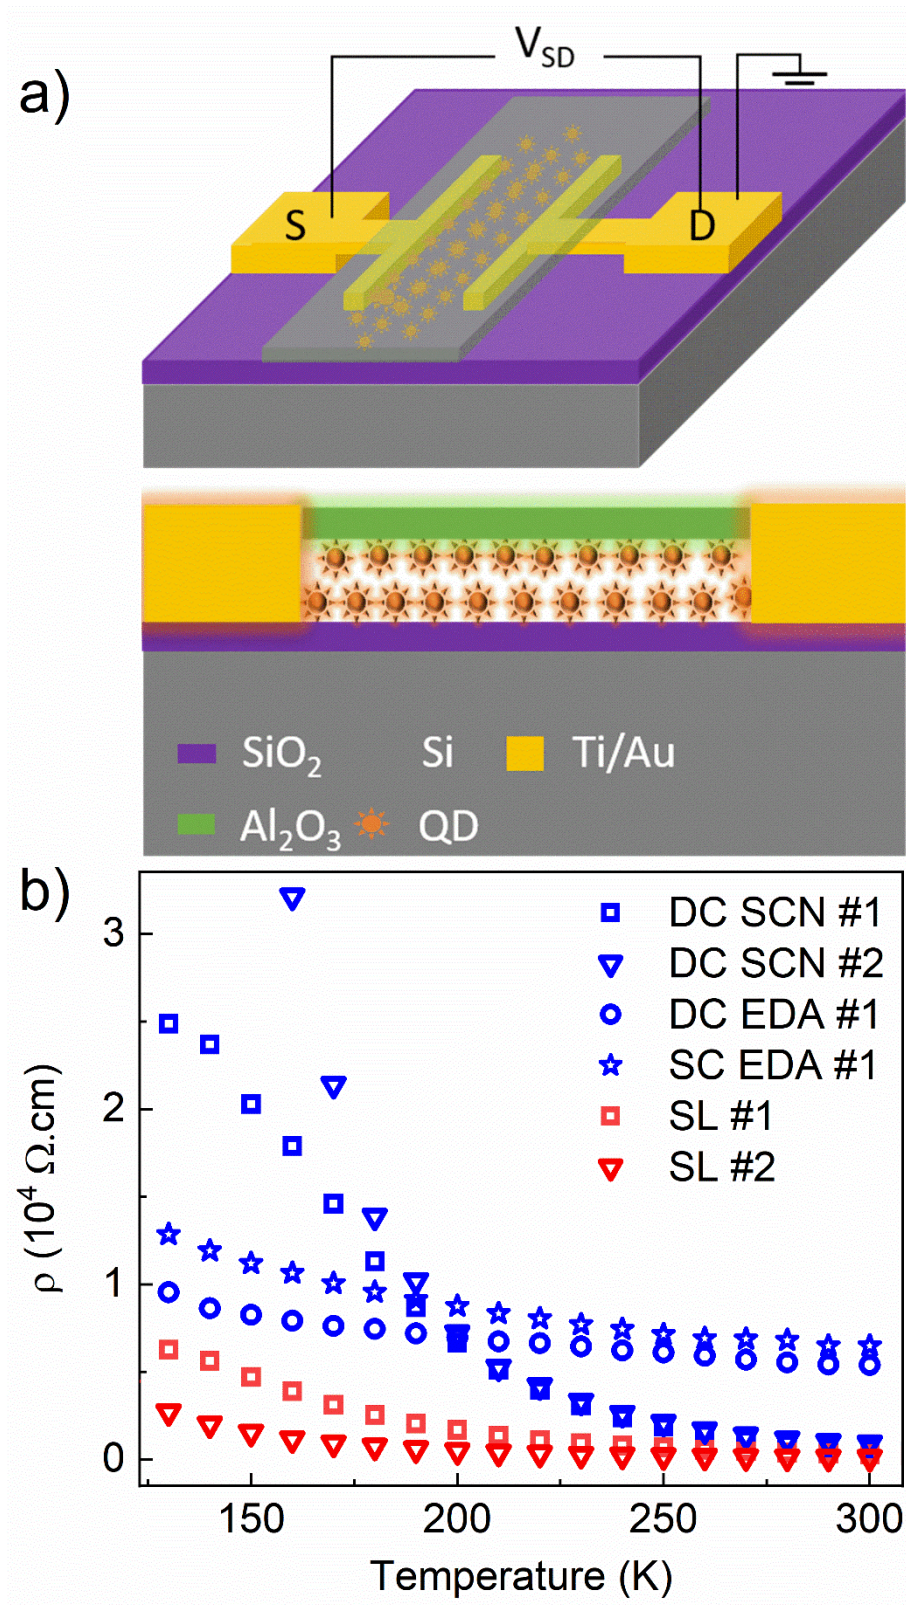 a)
V_SD
S
D
SiO₂ Si Ti/Au
Al₂O₃ QD
b)
DC SCN #1
DC SCN #2
DC EDA #1
SC EDA #1
SL #1
SL #2
ρ (10⁴ Ω.cm)
3
2
1
0
150 200 250 300
Temperature (K)